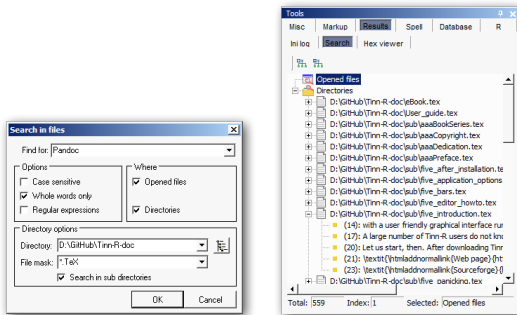 Search in files
Find for: Pandoc
Options
Case sensitive
Whole words only
Regular expressions
Where
Opened files
Directories
Directory options
Directory: D:\GitHub\Tinn-R-doc
File mask: *.TeX
Search in sub directories
OK Cancel
Tools
Misc Markup Results Spell Database R
Ini log Search Hex viewer
Opened files
Directories
D:\GitHub\Tinn-R-doc\eBook.tex
D:\GitHub\Tinn-R-doc\User_guide.tex
D:\GitHub\Tinn-R-doc\sub\aaaBookSeries.tex
D:\GitHub\Tinn-R-doc\sub\aaaCopyright.tex
D:\GitHub\Tinn-R-doc\sub\aaaDedication.tex
D:\GitHub\Tinn-R-doc\sub\aaaPreface.tex
D:\GitHub\Tinn-R-doc\sub\five_after_installation.te
D:\GitHub\Tinn-R-doc\sub\five_application_options
D:\GitHub\Tinn-R-doc\sub\five_bars.tex
D:\GitHub\Tinn-R-doc\sub\five_editor_howto.tex
D:\GitHub\Tinn-R-doc\sub\five_introduction.tex
(14): with a user friendly graphical interface run
(17): A large number of Tinn-R users do not kno
(20): Let us start, then. After downloading Tinn
(21): \textit{\htmladdnormallink{Web page}{htt
(23): \textit{\htmladdnormallink{Sourceforge}{h
D:\GitHub\Tinn-R-doc\sub\five_panicking.tex
Total: 559 Index: 1 Selected: Opened files